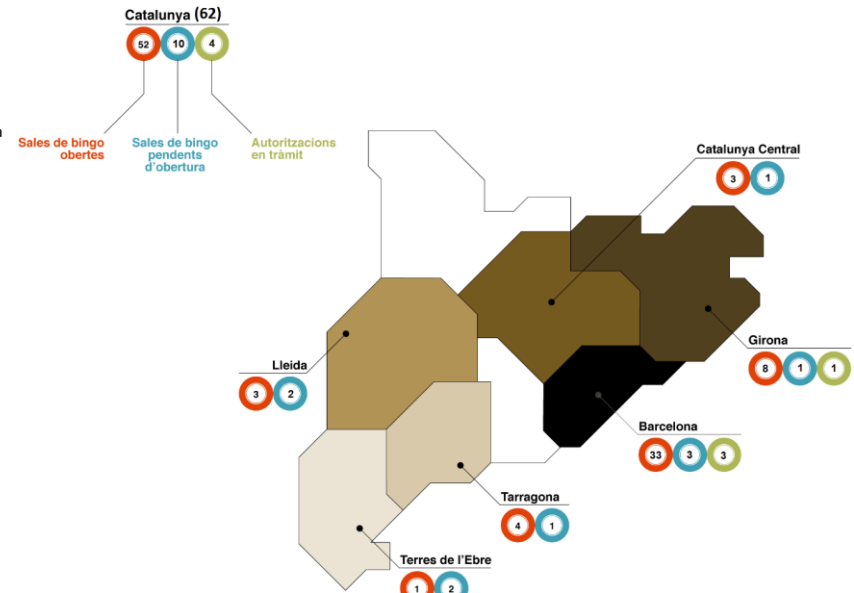 Catalunya (62)
52 10 4
Sales de bingo obertes
Sales de bingo pendents d'obertura
Autoritzacions en tràmit
Catalunya Central
3 1
Girona
8 1 1
Lleida
3 2
Barcelona
33 3 3
Tarragona
4 1
Terres de l'Ebre
1 2